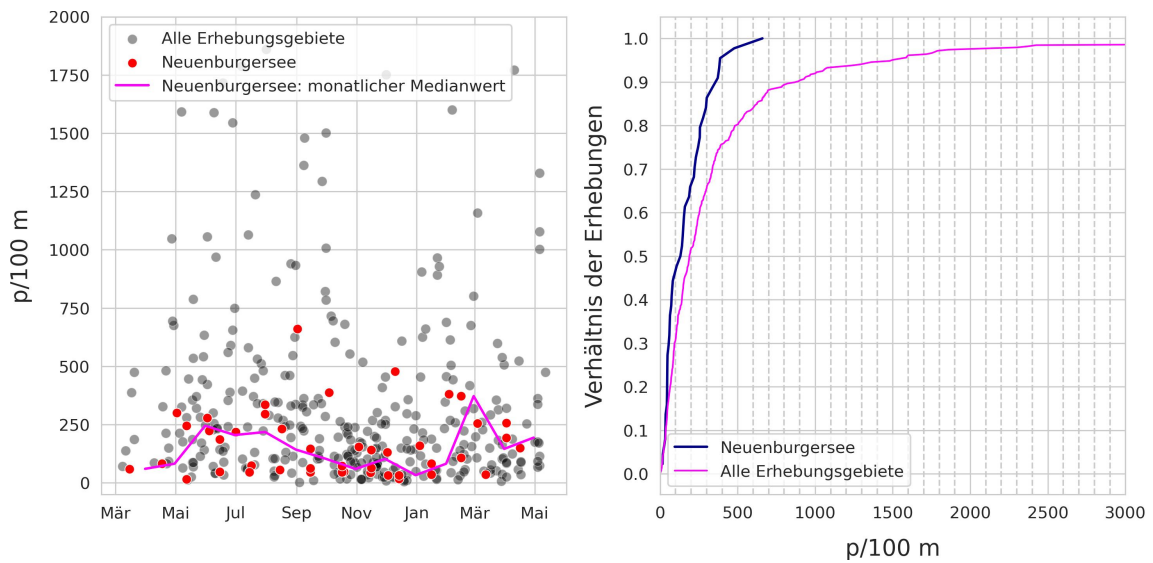 2000
1750
1500
1250
1000
750
500
250
0
p/100 m
Alle Erhebungsgebiete
Neuenburgersee
Neuenburgersee: monatlicher Medianwert
Mär
Mai
Jul
Sep
Nov
Jan
Mär
Mai
1.0
0.9
0.8
0.7
0.6
0.5
0.4
0.3
0.2
0.1
0.0
Verhältnis der Erhebungen
Neuenburgersee
Alle Erhebungsgebiete
0
500
1000
1500
2000
2500
3000
p/100 m